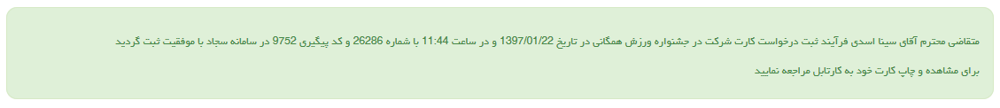 متقاضی محترم آقای سینا اسدی فرآیند ثبت درخواست کارت شرکت در جشنواره ورزش همگانی در تاریخ 1397/01/22 و در ساعت 11:44 با شماره 26286 و کد پیگیری 9752 در سامانه سجاد با موفقیت ثبت گردید
برای مشاهده و چاپ کارت خود به کارتابل مراجعه نمایید